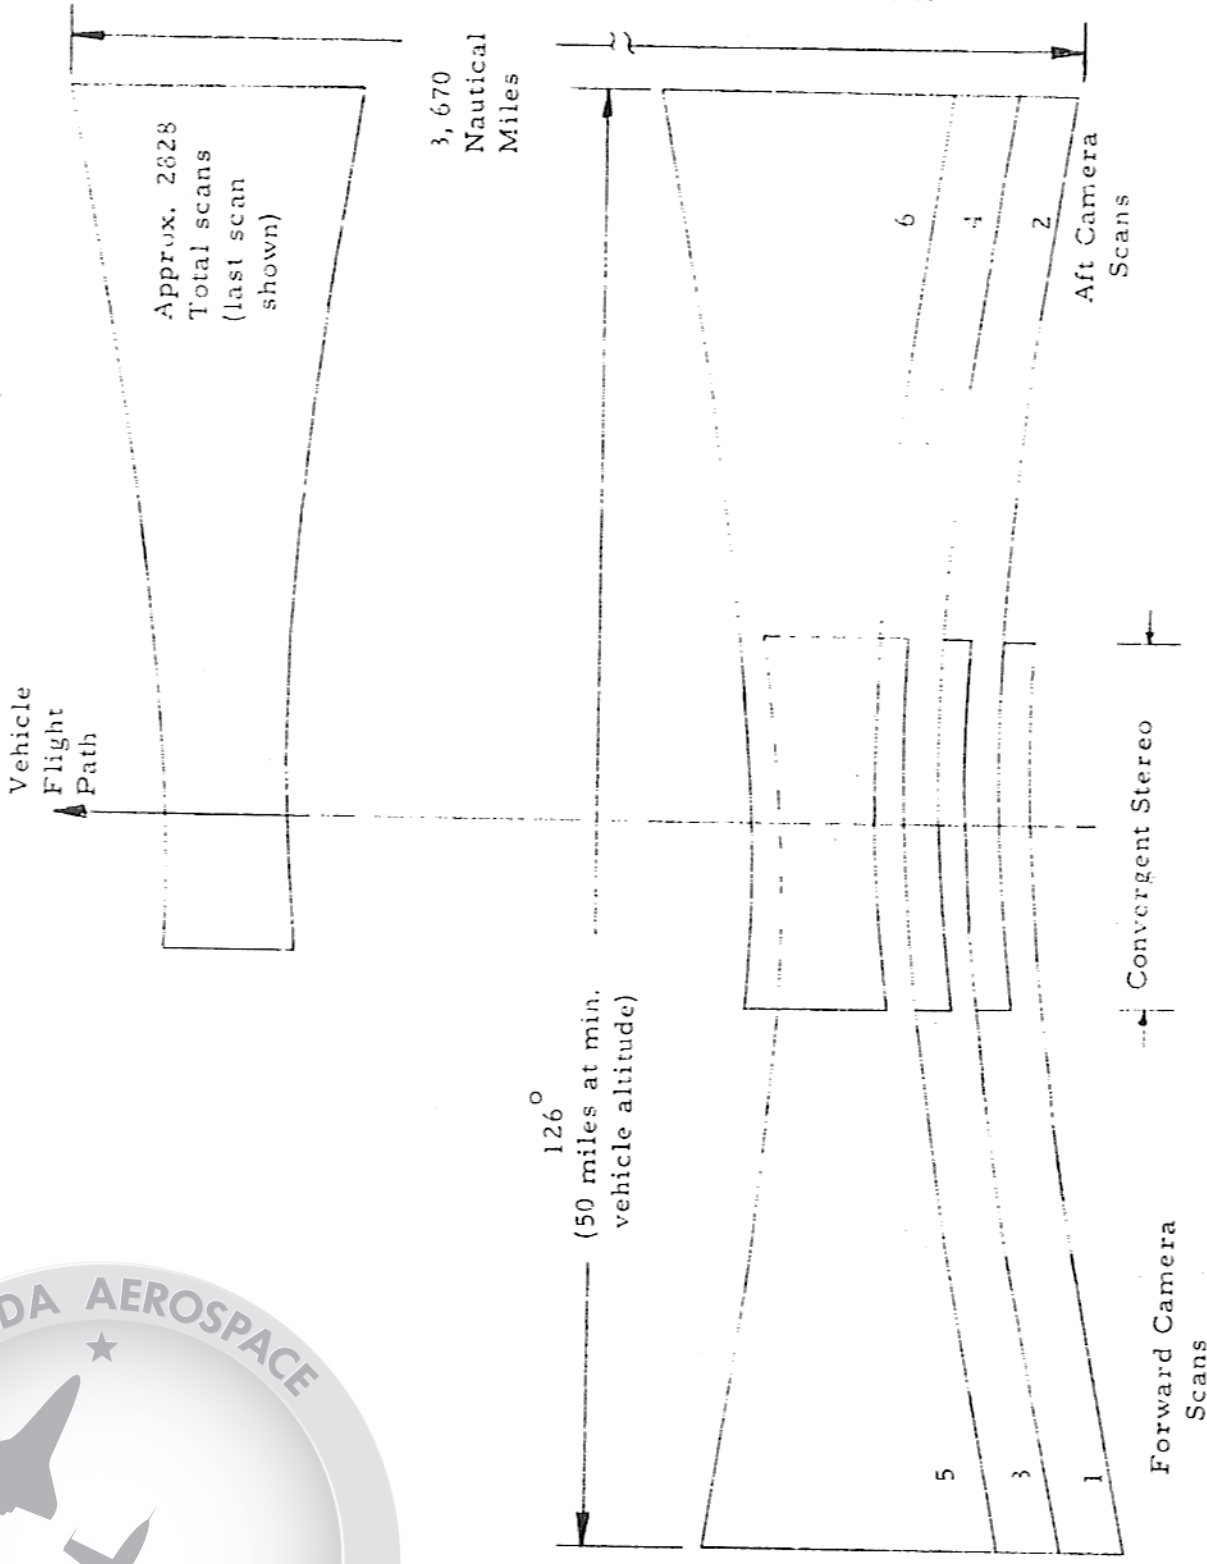 Vehicle
Flight
Path
Approx. 2828
Total scans
(last scan
shown)
3,670
Nautical
Miles
126°
(50 miles at min.
vehicle altitude)
6
4
2
Aft Camera
Scans
5
3
1
Forward Camera
Scans
Convergent Stereo
DA AEROSPACE